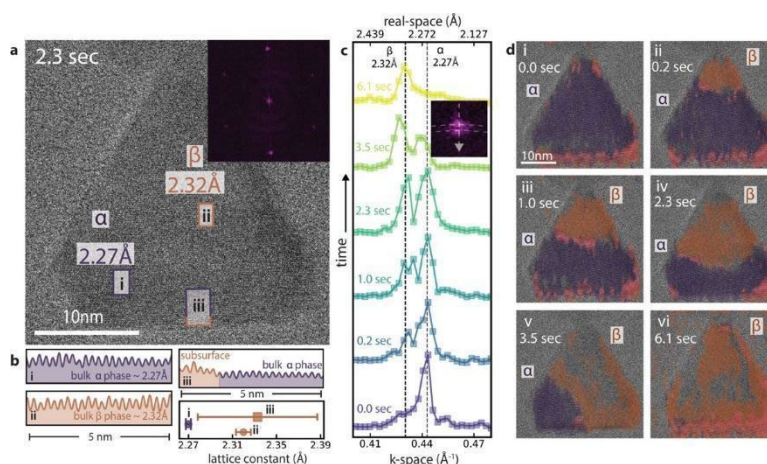 a
2.3 sec
β
2.32Å
ii
α
2.27Å
i
iii
10nm
b
i
bulk α phase ~ 2.27Å
ii
bulk β phase ~ 2.32Å
5 nm
subsurface
iii
bulk α phase
5 nm
i
iii
ii
2.27 2.31 2.35 2.39
lattice constant (Å)
c
real-space (Å)
2.439 2.272 2.127
β α
2.32Å 2.27Å
6.1 sec
3.5 sec
2.3 sec
1.0 sec
0.2 sec
0.0 sec
time
0.41 0.44 0.47
k-space (Å⁻¹)
d
i
0.0 sec
α
10nm
ii
0.2 sec
β
iii
1.0 sec
β
α
iv
2.3 sec
β
v
3.5 sec
β
α
vi
6.1 sec
β